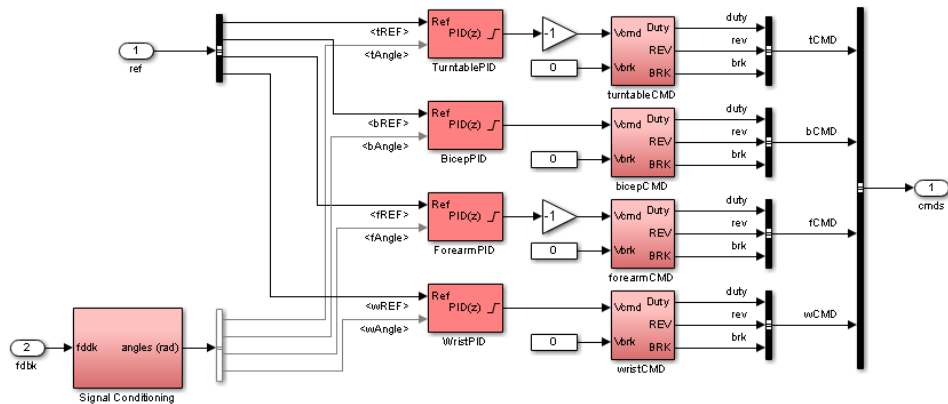 1
ref
<tREF>
<tAngle>
Ref
PID(z)
TurntablePID
-1
0
Vcmd
Vbrk
Duty
REV
BRK
turntableCMD
duty
rev
brk
tCMD
<bREF>
<bAngle>
Ref
PID(z)
BicepPID
0
Vcmd
Vbrk
Duty
REV
BRK
bicepCMD
duty
rev
brk
bCMD
1
cmds
<fREF>
<fAngle>
Ref
PID(z)
ForearmPID
-1
0
Vcmd
Vbrk
Duty
REV
BRK
forearmCMD
duty
rev
brk
fCMD
<wREF>
<wAngle>
Ref
PID(z)
WristPID
0
Vcmd
Vbrk
Duty
REV
BRK
wristCMD
duty
rev
brk
wCMD
2
fdbk
fddk
angles (rad)
Signal Conditioning